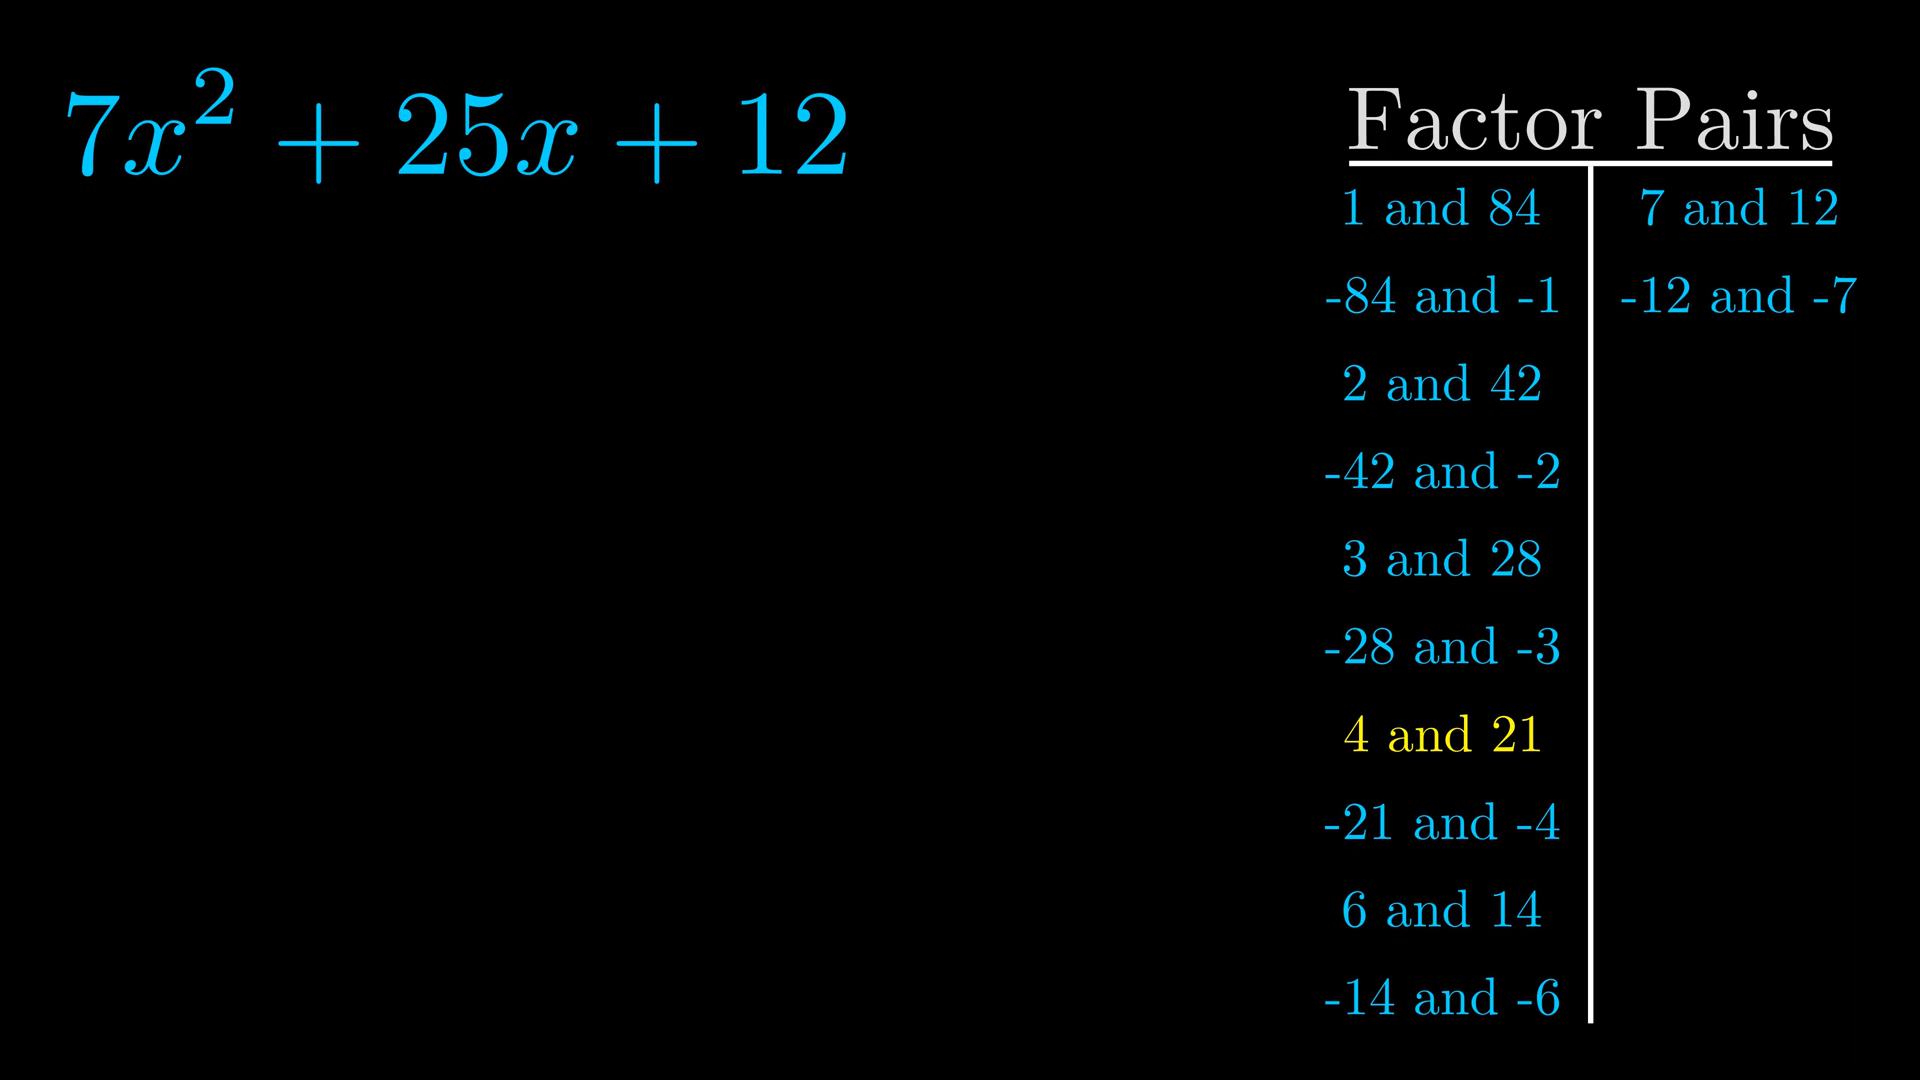 7x² + 25x + 12
Factor Pairs
1 and 84
-84 and -1
2 and 42
-42 and -2
3 and 28
-28 and -3
4 and 21
-21 and -4
6 and 14
-14 and -6
7 and 12
-12 and -7